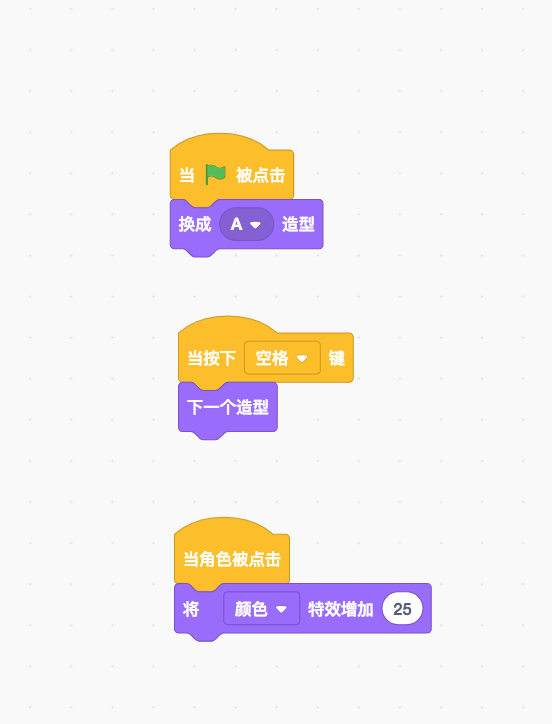 当 被点击
换成 A 造型
当按下 空格 键
下一个造型
当角色被点击
将 颜色 特效增加 25